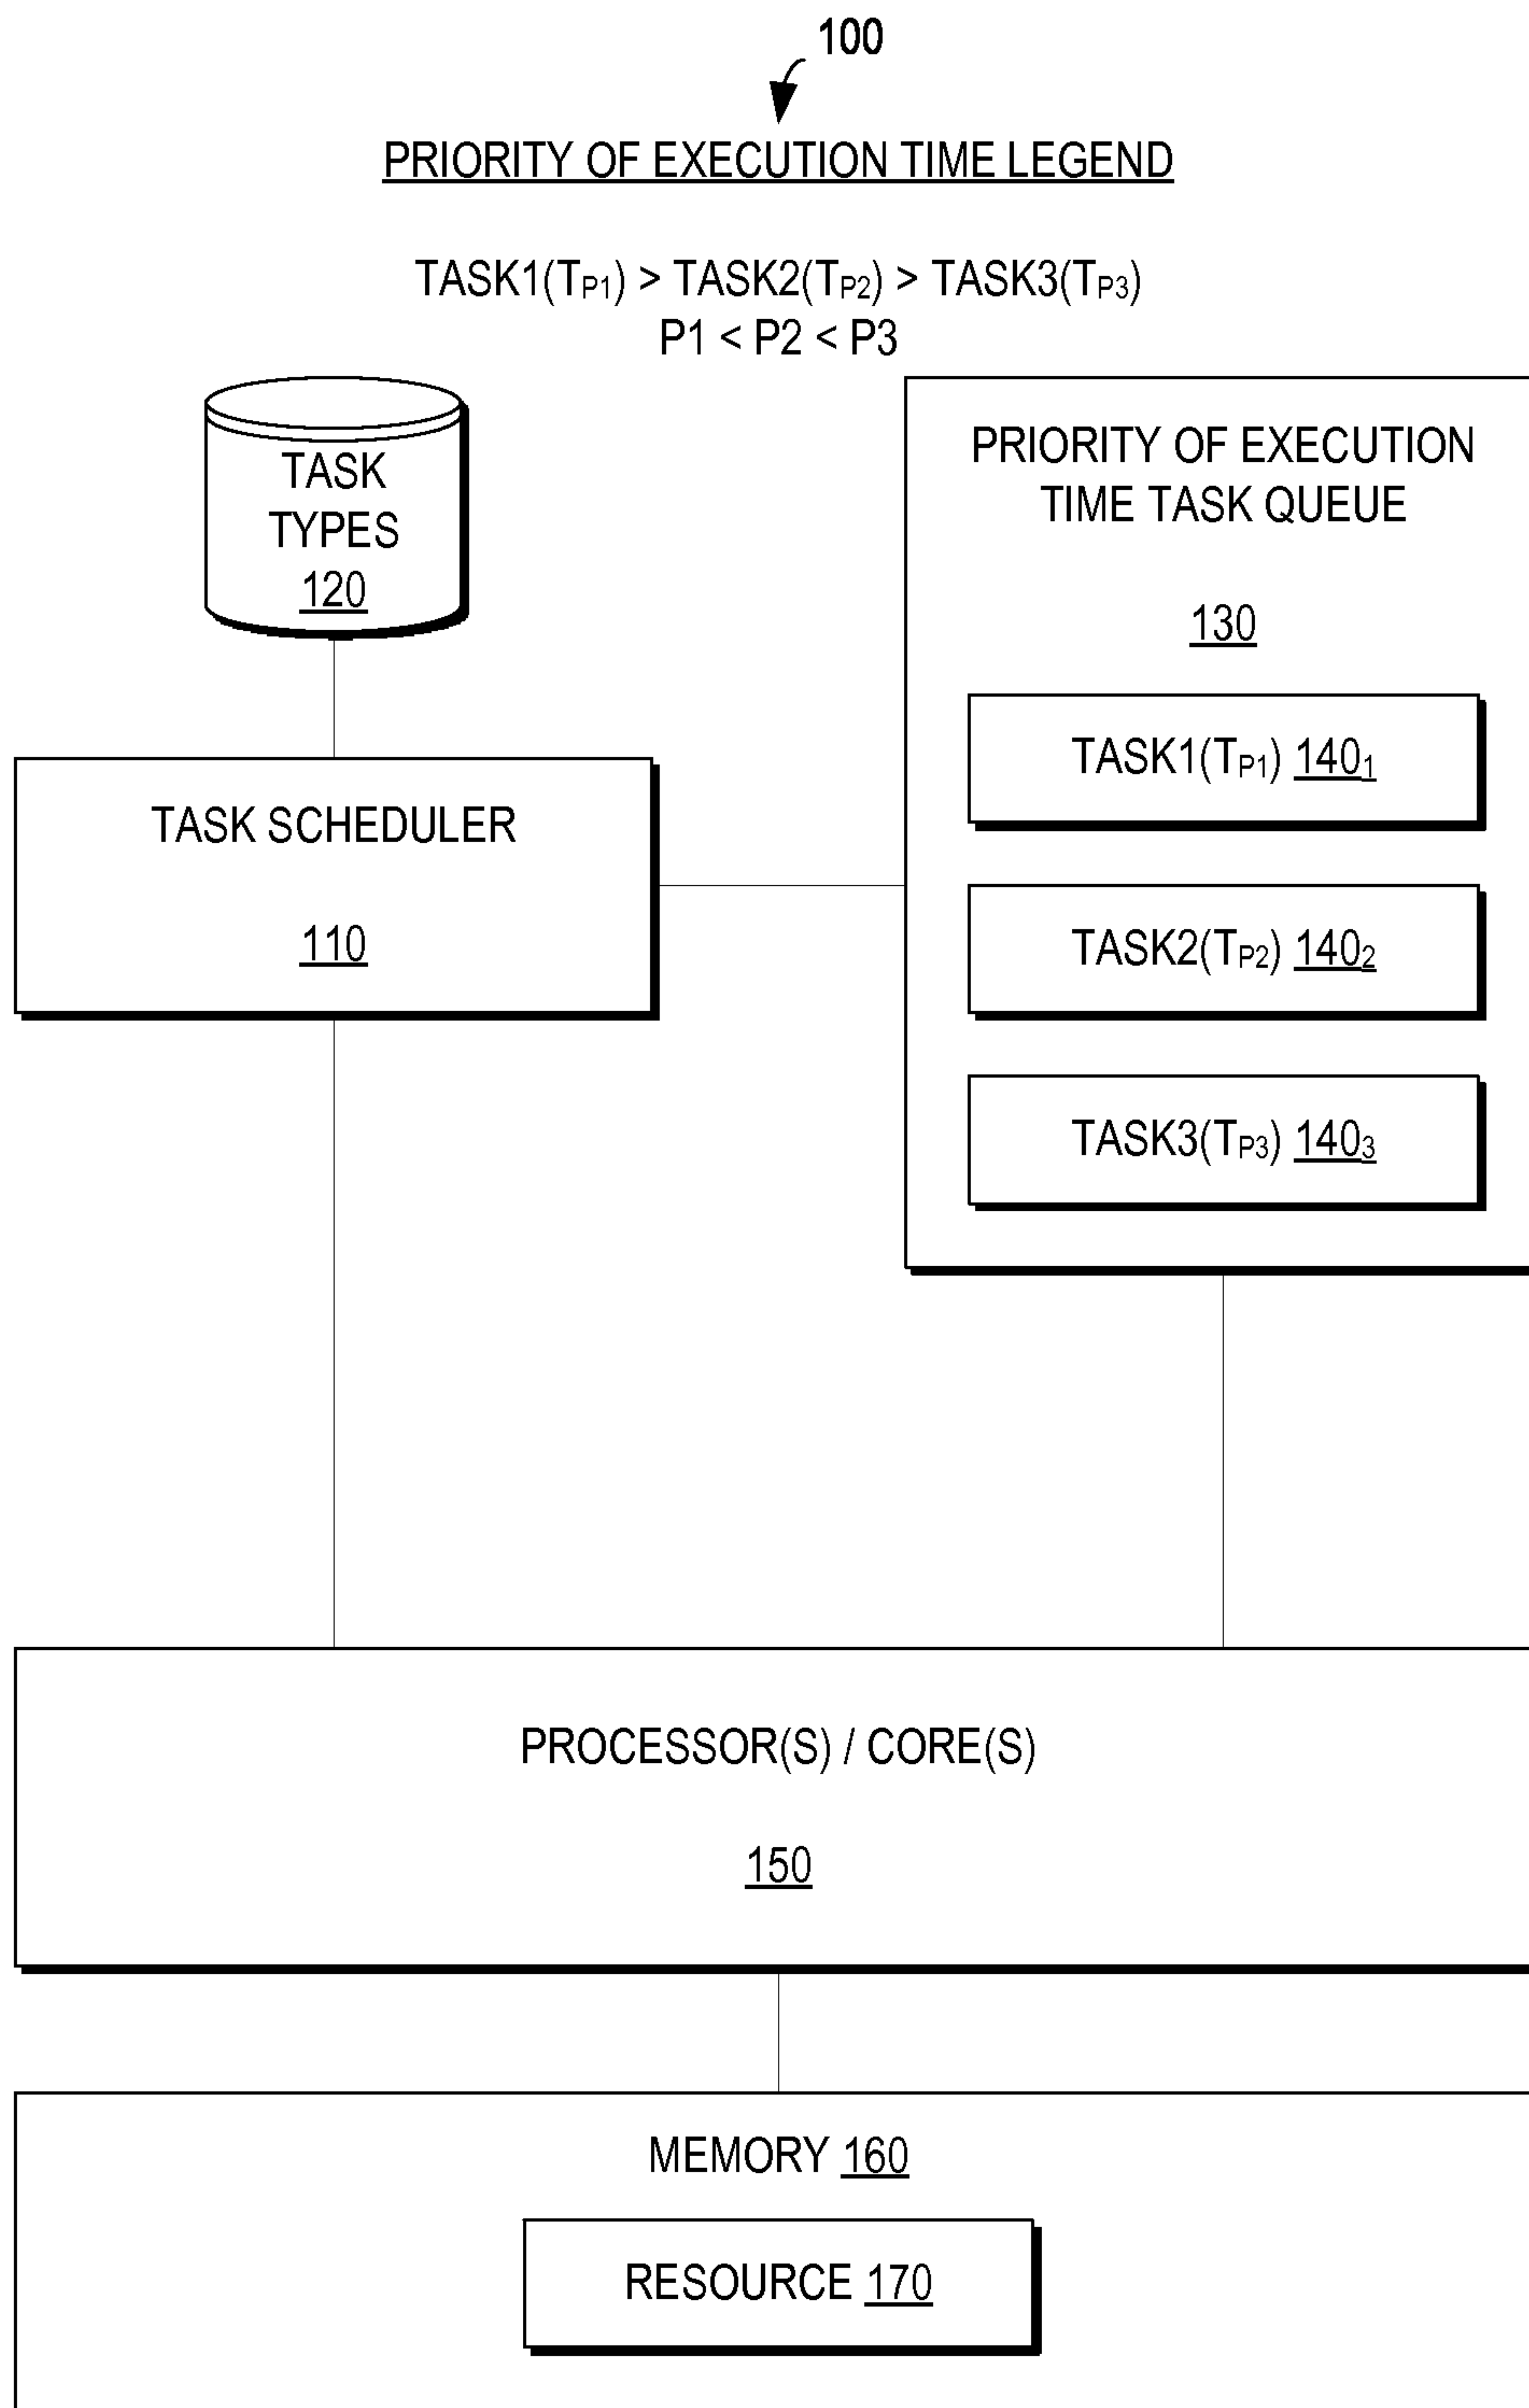 100
PRIORITY OF EXECUTION TIME LEGEND
TASK1(TP1) > TASK2(TP2) > TASK3(TP3)
P1 < P2 < P3
TASK
TYPES
120
PRIORITY OF EXECUTION
TIME TASK QUEUE
130
TASK1(TP1) 1401
TASK2(TP2) 1402
TASK3(TP3) 1403
TASK SCHEDULER
110
PROCESSOR(S) / CORE(S)
150
MEMORY 160
RESOURCE 170